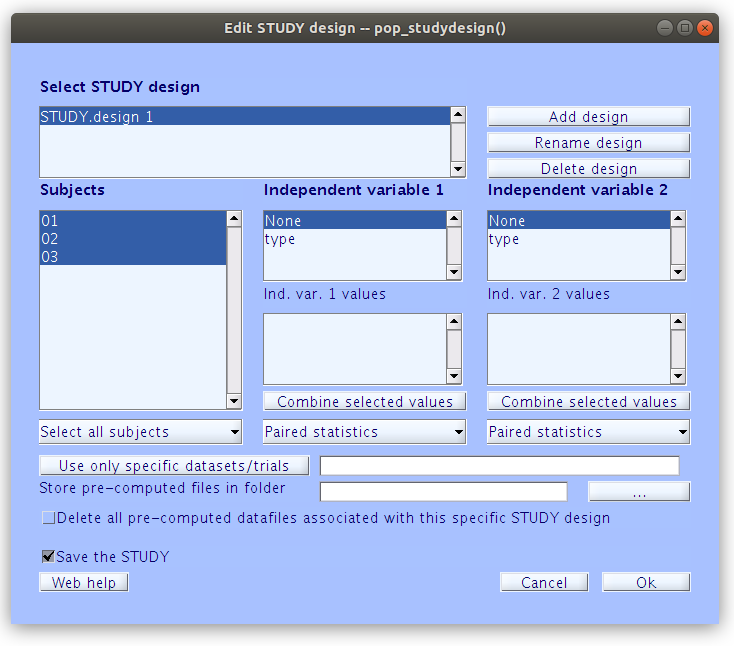 Edit STUDY design -- pop_studydesign()
Select STUDY design
STUDY.design 1
Add design
Rename design
Delete design
Subjects
Independent variable 1
Independent variable 2
01
02
03
None
type
None
type
Ind. var. 1 values
Ind. var. 2 values
Combine selected values
Combine selected values
Select all subjects
Paired statistics
Paired statistics
Use only specific datasets/trials
Store pre-computed files in folder
...
Delete all pre-computed datafiles associated with this specific STUDY design
Save the STUDY
Web help
Cancel
Ok